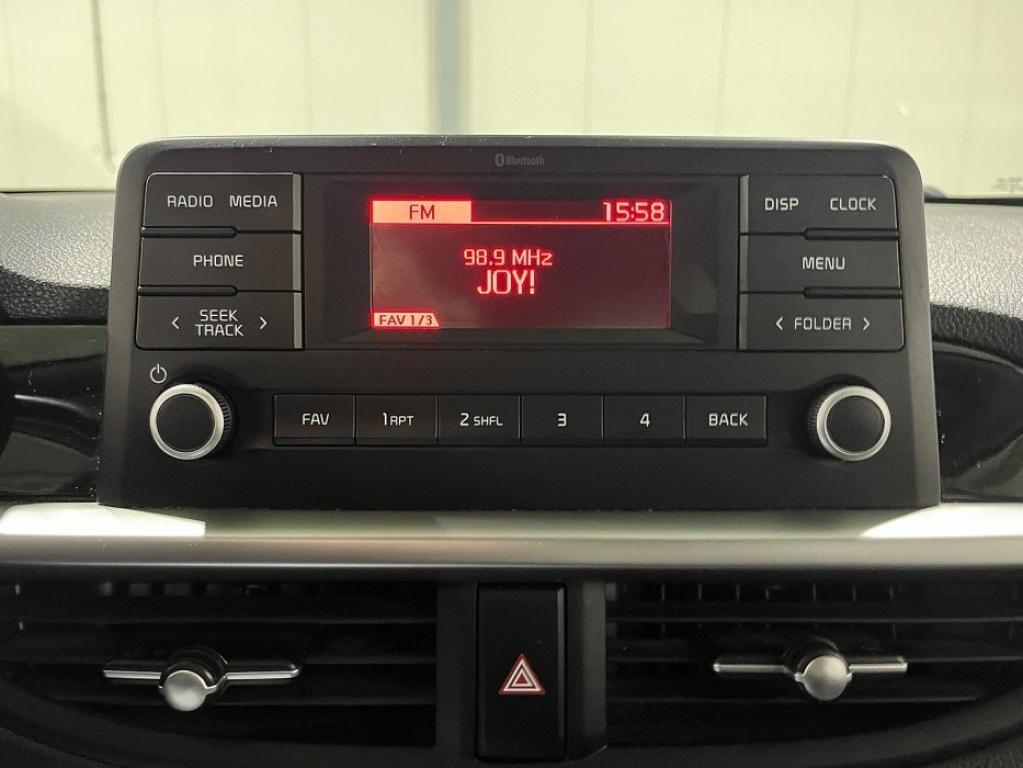 Bluetooth
RADIO MEDIA
FM 15:58
DISP CLOCK
PHONE
98.9 MHz
JOY!
MENU
< SEEK TRACK >
FAV 1/3
< FOLDER >
FAV 1 RPT 2 SHFL 3 4 BACK